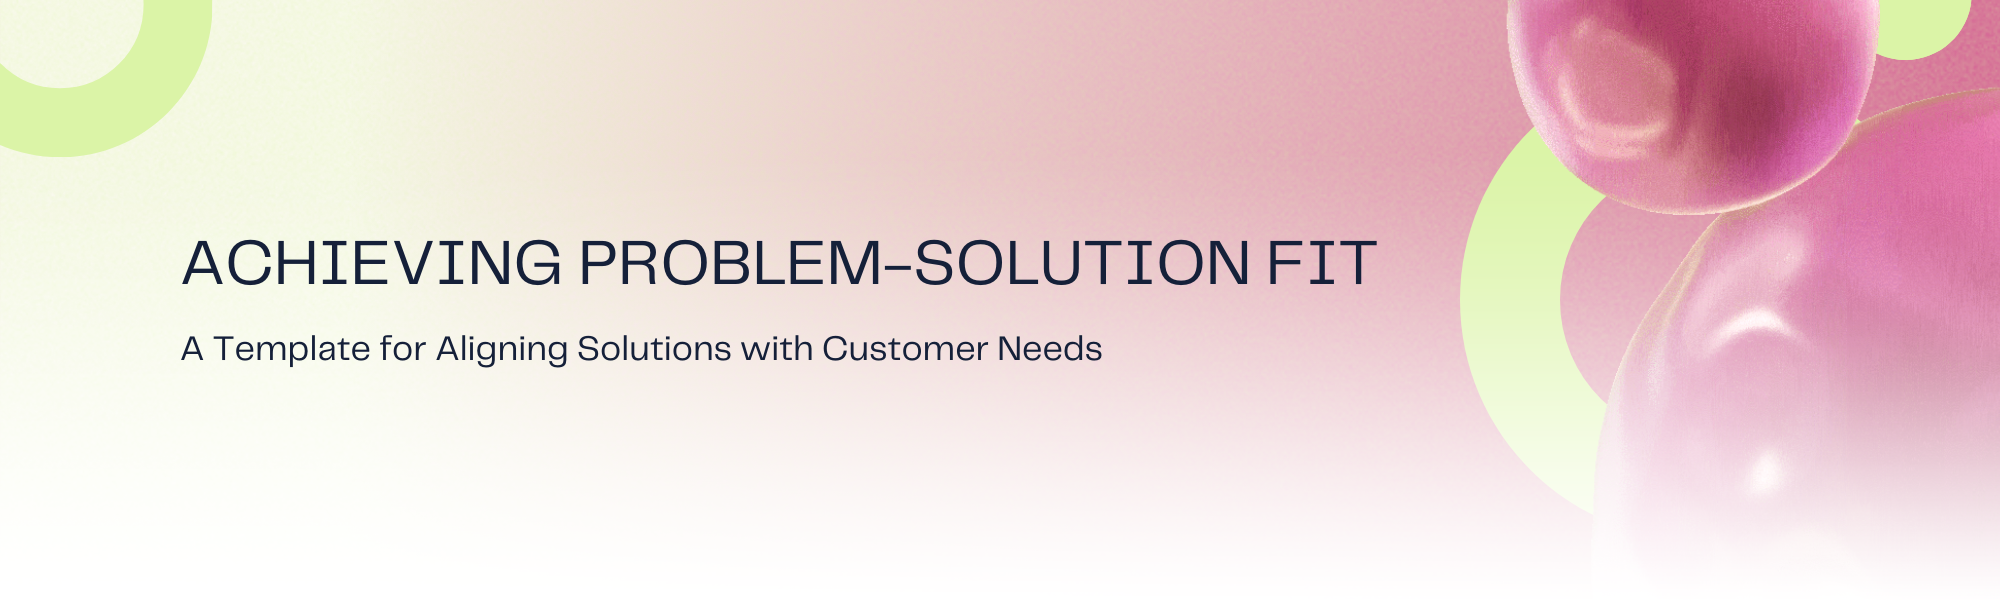 ACHIEVING PROBLEM–SOLUTION FIT
A Template for Aligning Solutions with Customer Needs